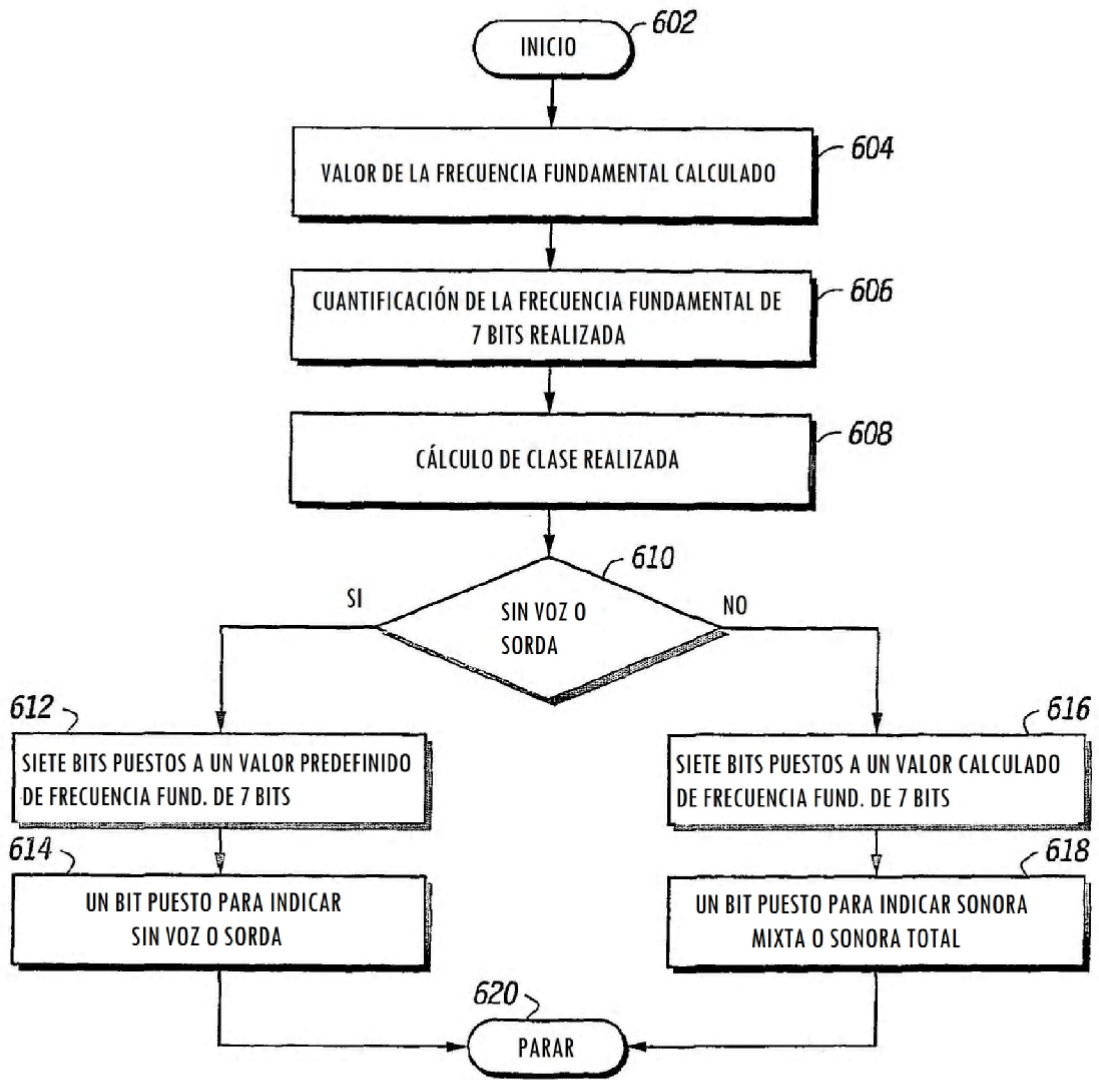 602
INICIO
604
VALOR DE LA FRECUENCIA FUNDAMENTAL CALCULADO
606
CUANTIFICACIÓN DE LA FRECUENCIA FUNDAMENTAL DE
7 BITS REALIZADA
608
CÁLCULO DE CLASE REALIZADA
610
SI
SIN VOZ O
SORDA
NO
612
SIETE BITS PUESTOS A UN VALOR PREDEFINIDO
DE FRECUENCIA FUND. DE 7 BITS
616
SIETE BITS PUESTOS A UN VALOR CALCULADO
DE FRECUENCIA FUND. DE 7 BITS
614
UN BIT PUESTO PARA INDICAR
SIN VOZ O SORDA
618
UN BIT PUESTO PARA INDICAR SONORA
MIXTA O SONORA TOTAL
620
PARAR